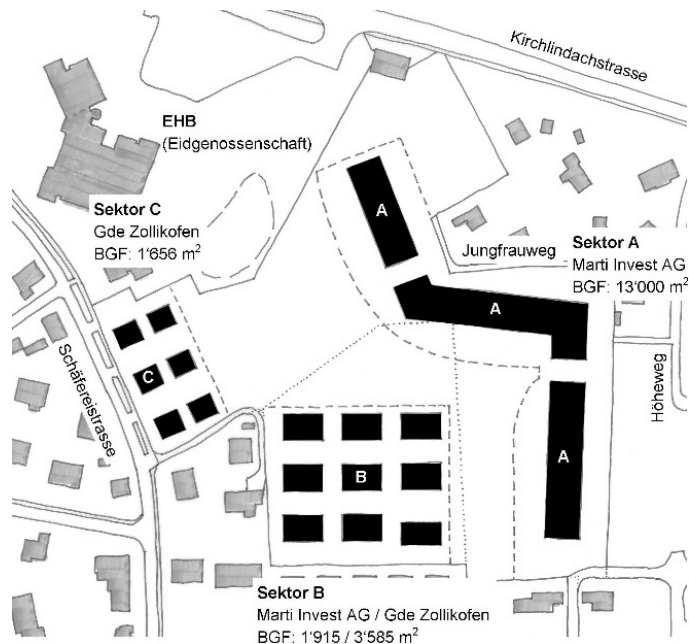 Kirchlindachstrasse
EHB
(Eidgenossenschaft)
Sektor C
Gde Zollikofen
BGF: 1'656 m²
A
Jungfrauweg
Sektor A
Marti Invest AG
BGF: 13'000 m²
A
C
Schäfereistrasse
Höheweg
A
B
Sektor B
Marti Invest AG / Gde Zollikofen
BGF: 1'915 / 3'585 m²